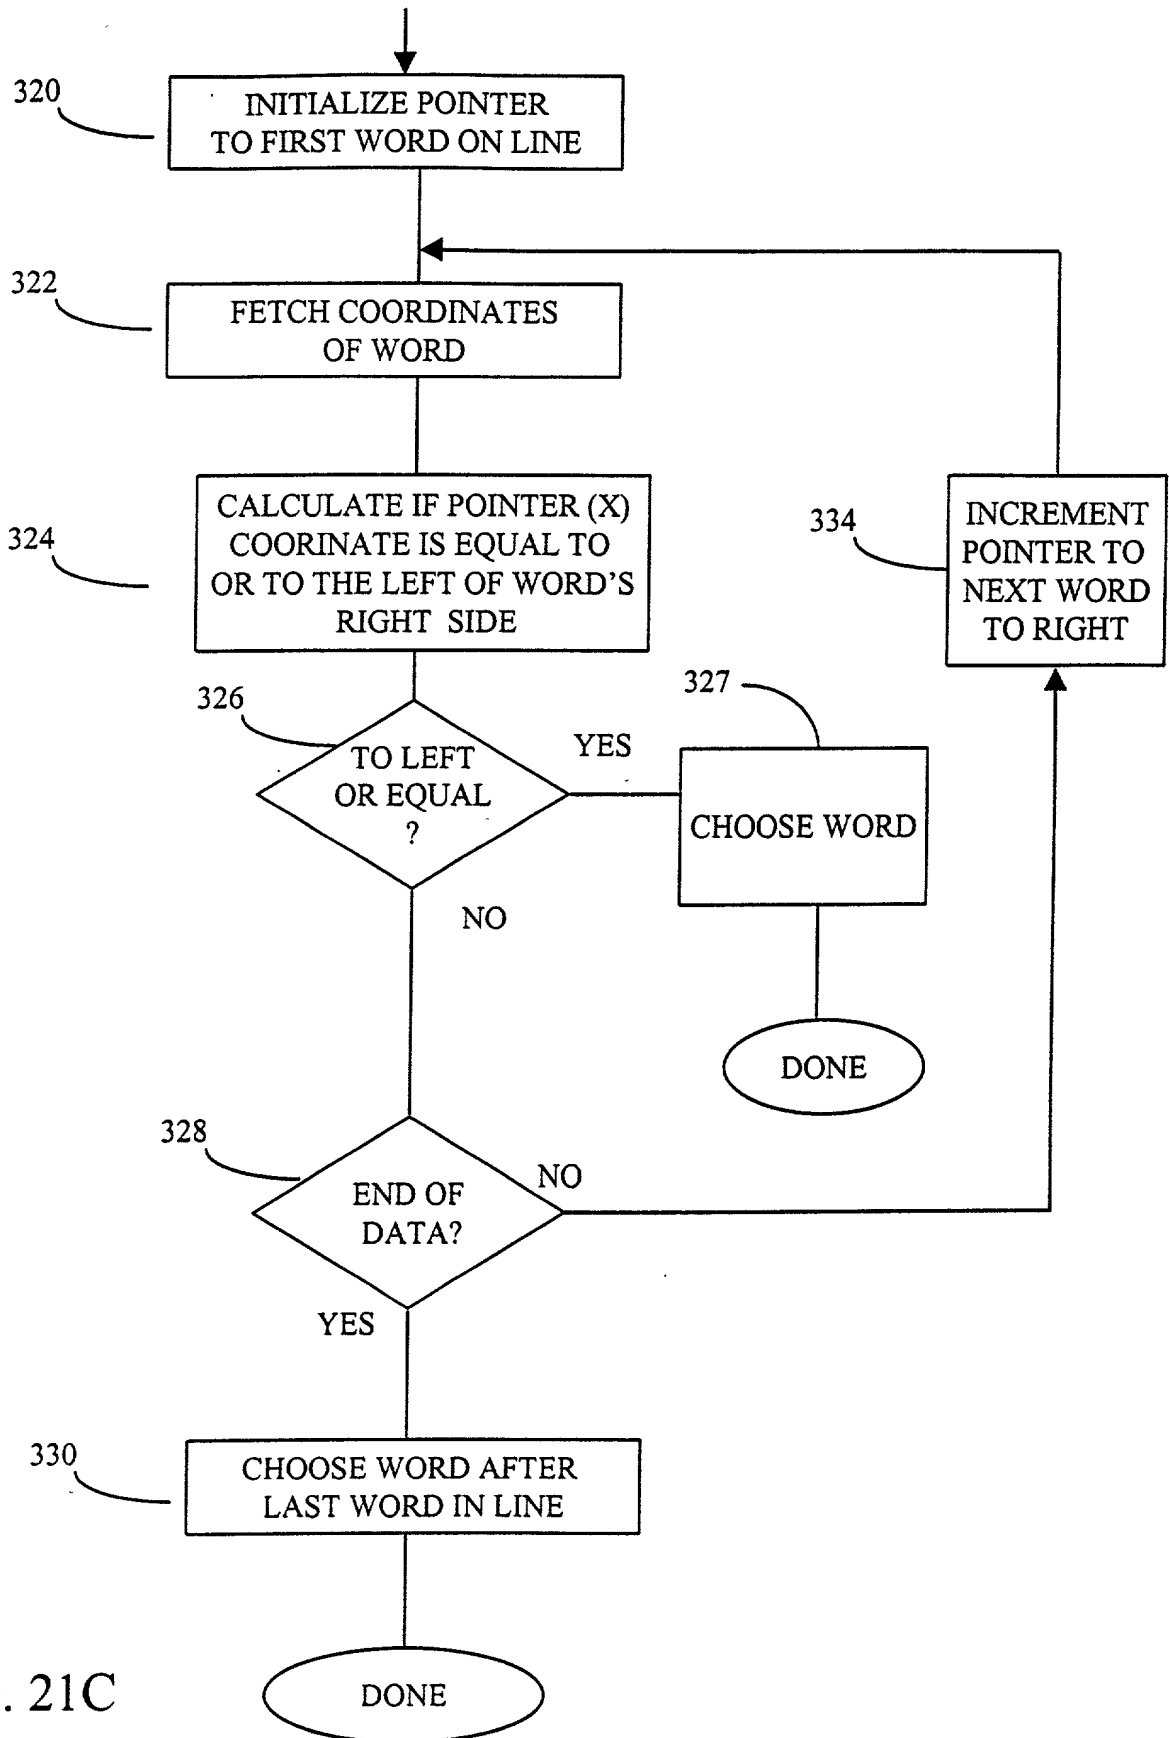 320
INITIALIZE POINTER
TO FIRST WORD ON LINE
322
FETCH COORDINATES
OF WORD
324
CALCULATE IF POINTER (X)
COORINATE IS EQUAL TO
OR TO THE LEFT OF WORD'S
RIGHT SIDE
334
INCREMENT
POINTER TO
NEXT WORD
TO RIGHT
326
TO LEFT
OR EQUAL
?
YES
327
CHOOSE WORD
NO
DONE
328
END OF
DATA?
NO
YES
330
CHOOSE WORD AFTER
LAST WORD IN LINE
. 21C
DONE